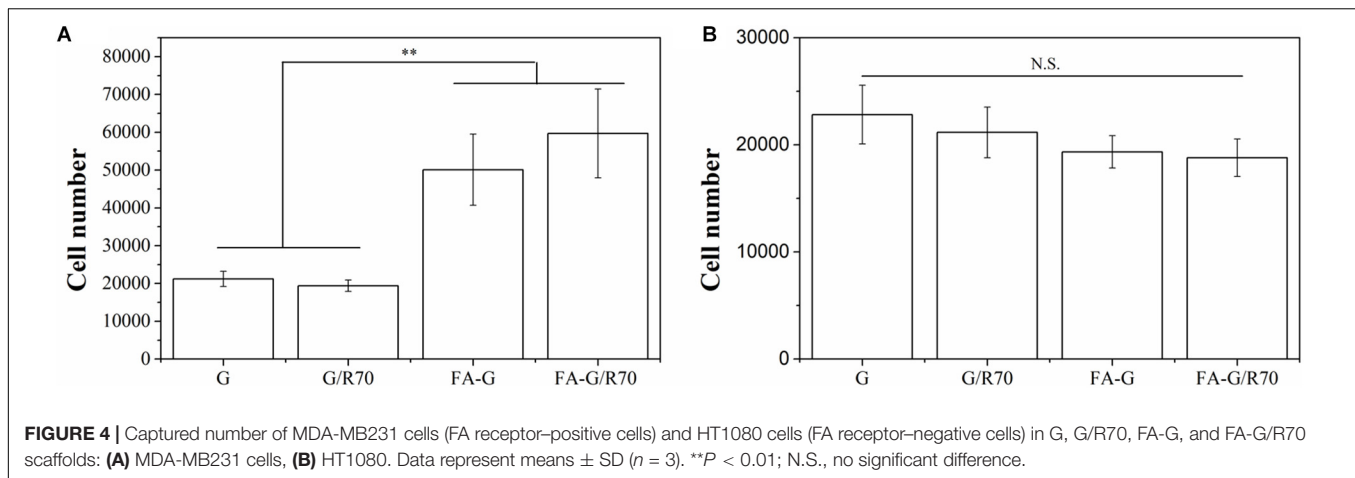 A
**
Cell number
80000
70000
60000
50000
40000
30000
20000
10000
0
G
G/R70
FA-G
FA-G/R70
B
N.S.
Cell number
30000
20000
10000
0
G
G/R70
FA-G
FA-G/R70
FIGURE 4 | Captured number of MDA-MB231 cells (FA receptor–positive cells) and HT1080 cells (FA receptor–negative cells) in G, G/R70, FA-G, and FA-G/R70
scaffolds: (A) MDA-MB231 cells, (B) HT1080. Data represent means ± SD (n = 3). **P < 0.01; N.S., no significant difference.